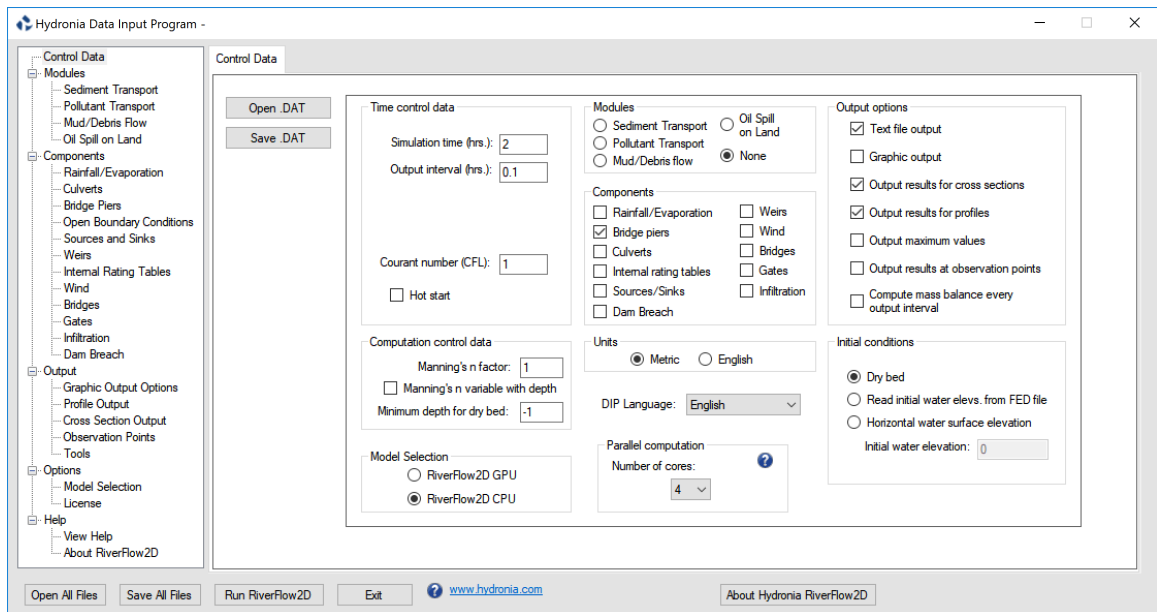 Hydronia Data Input Program -
Control Data
Modules
Sediment Transport
Pollutant Transport
Mud/Debris Flow
Oil Spill on Land
Components
Rainfall/Evaporation
Culverts
Bridge Piers
Open Boundary Conditions
Sources and Sinks
Weirs
Internal Rating Tables
Wind
Bridges
Gates
Infiltration
Dam Breach
Output
Graphic Output Options
Profile Output
Cross Section Output
Observation Points
Tools
Options
Model Selection
License
Help
View Help
About RiverFlow2D
Control Data
Open .DAT
Save .DAT
Time control data
Simulation time (hrs.): 2
Output interval (hrs.): 0.1
Courant number (CFL): 1
Hot start
Computation control data
Manning's n factor: 1
Manning's n variable with depth
Minimum depth for dry bed: -1
Model Selection
RiverFlow2D GPU
RiverFlow2D CPU
Modules
Sediment Transport
Pollutant Transport
Mud/Debris flow
Oil Spill
on Land
None
Components
Rainfall/Evaporation
Bridge piers
Culverts
Internal rating tables
Sources/Sinks
Dam Breach
Weirs
Wind
Bridges
Gates
Infiltration
Units
Metric
English
DIP Language: English
Parallel computation
Number of cores:
?
4
Output options
Text file output
Graphic output
Output results for cross sections
Output results for profiles
Output maximum values
Output results at observation points
Compute mass balance every
output interval
Initial conditions
Dry bed
Read initial water elevs. from FED file
Horizontal water surface elevation
Initial water elevation: 0
Open All Files
Save All Files
Run RiverFlow2D
Exit
?
www.hydronia.com
About Hydronia RiverFlow2D